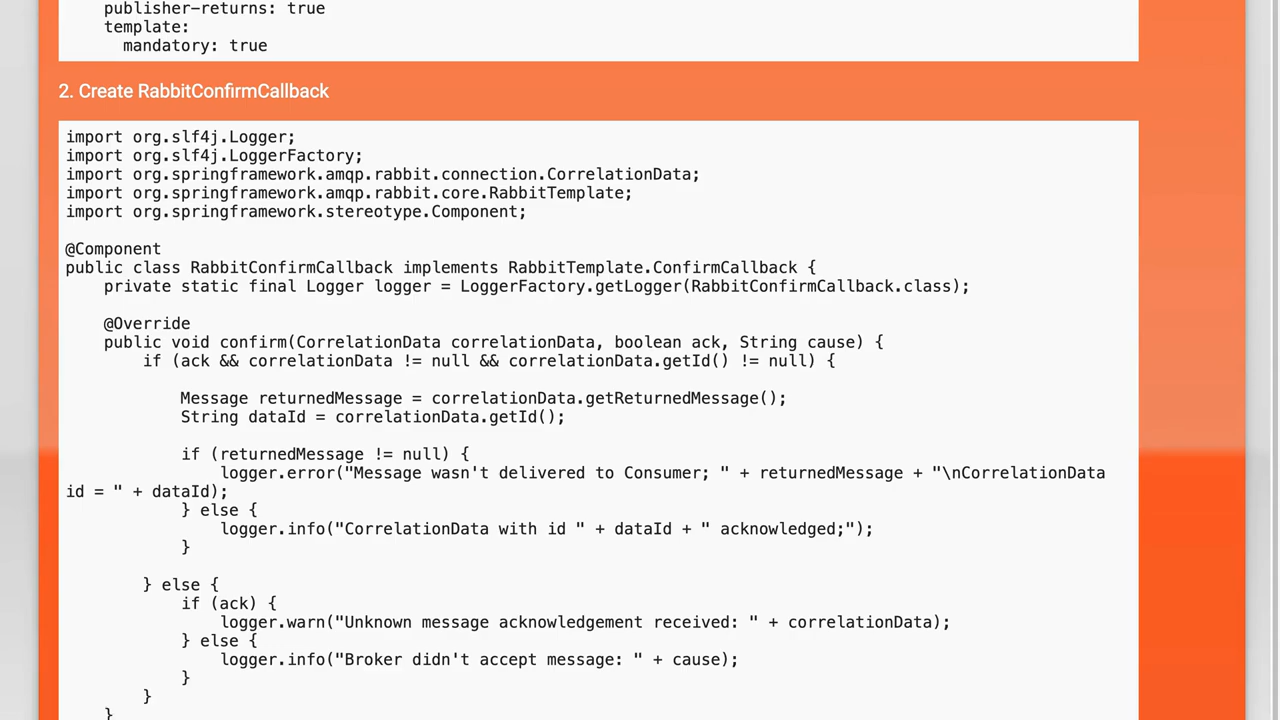 publisher-returns: true
template:
mandatory: true
2. Create RabbitConfirmCallback
import org.slf4j.Logger;
import org.slf4j.LoggerFactory;
import org.springframework.amqp.rabbit.connection.CorrelationData;
import org.springframework.amqp.rabbit.core.RabbitTemplate;
import org.springframework.stereotype.Component;
@Component
public class RabbitConfirmCallback implements RabbitTemplate.ConfirmCallback {
private static final Logger logger = LoggerFactory.getLogger(RabbitConfirmCallback.class);
@Override
public void confirm(CorrelationData correlationData, boolean ack, String cause) {
if (ack && correlationData != null && correlationData.getId() != null) {
Message returnedMessage = correlationData.getReturnedMessage();
String dataId = correlationData.getId();
if (returnedMessage != null) {
logger.error("Message wasn't delivered to Consumer; " + returnedMessage + "\nCorrelationData
id = " + dataId);
} else {
logger.info("CorrelationData with id " + dataId + " acknowledged;");
}
} else {
if (ack) {
logger.warn("Unknown message acknowledgement received: " + correlationData);
} else {
logger.info("Broker didn't accept message: " + cause);
}
}
}